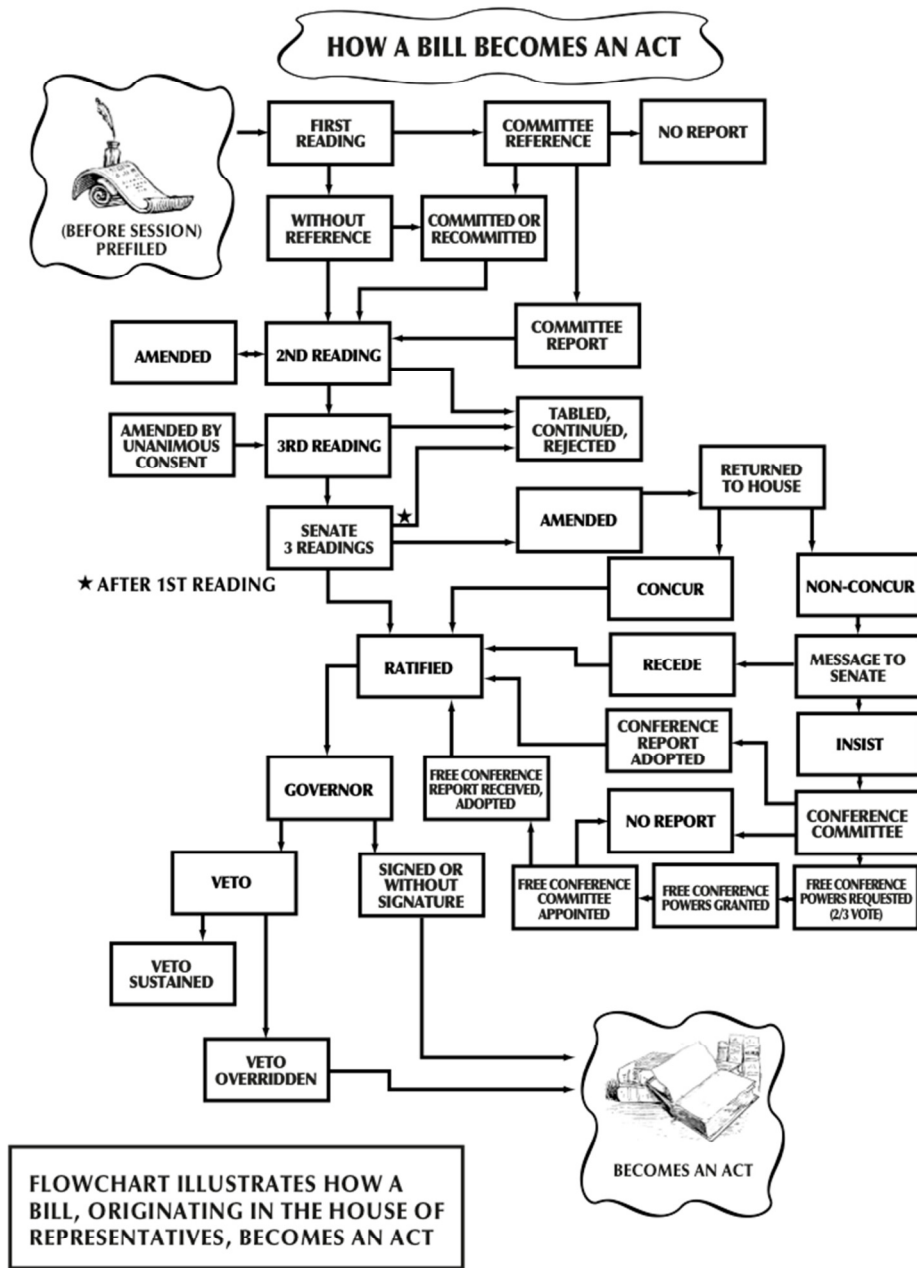 HOW A BILL BECOMES AN ACT
(BEFORE SESSION)
PREFILED
FIRST
READING
COMMITTEE
REFERENCE
NO REPORT
WITHOUT
REFERENCE
COMMITTED OR
RECOMMITTED
COMMITTEE
REPORT
AMENDED
2ND READING
TABLED,
CONTINUED,
REJECTED
AMENDED BY
UNANIMOUS
CONSENT
3RD READING
RETURNED
TO HOUSE
SENATE
3 READINGS
★
AMENDED
★ AFTER 1ST READING
CONCUR
NON-CONCUR
RATIFIED
RECEDE
MESSAGE TO
SENATE
CONFERENCE
REPORT
ADOPTED
INSIST
GOVERNOR
FREE CONFERENCE
REPORT RECEIVED,
ADOPTED
NO REPORT
CONFERENCE
COMMITTEE
VETO
SIGNED OR
WITHOUT
SIGNATURE
FREE CONFERENCE
COMMITTEE
APPOINTED
FREE CONFERENCE
POWERS GRANTED
FREE CONFERENCE
POWERS REQUESTED
(2/3 VOTE)
VETO
SUSTAINED
VETO
OVERRIDDEN
BECOMES AN ACT
FLOWCHART ILLUSTRATES HOW A
BILL, ORIGINATING IN THE HOUSE OF
REPRESENTATIVES, BECOMES AN ACT